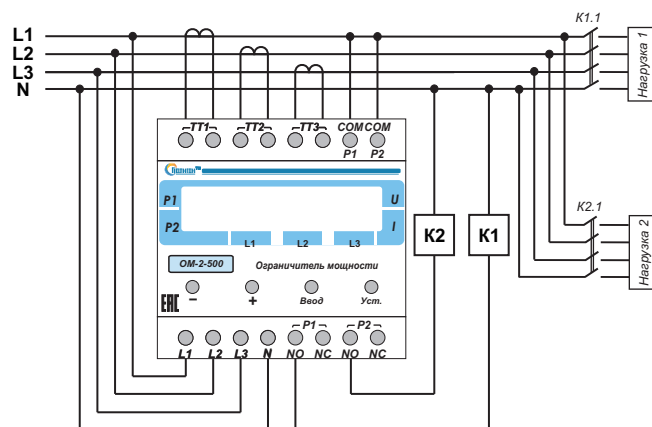 L1
L2
L3
N
K1.1
Нагрузка 1
TT1 TT2 TT3 COM COM
P1 P2
Полигон™
P1 U
P2 I
L1 L2 L3
K2 K1
K2.1
Нагрузка 2
ОМ-2-500 Ограничитель мощности
EAC − + Ввод Уст.
P1 P2
L1 L2 L3 N NO NC NO NC